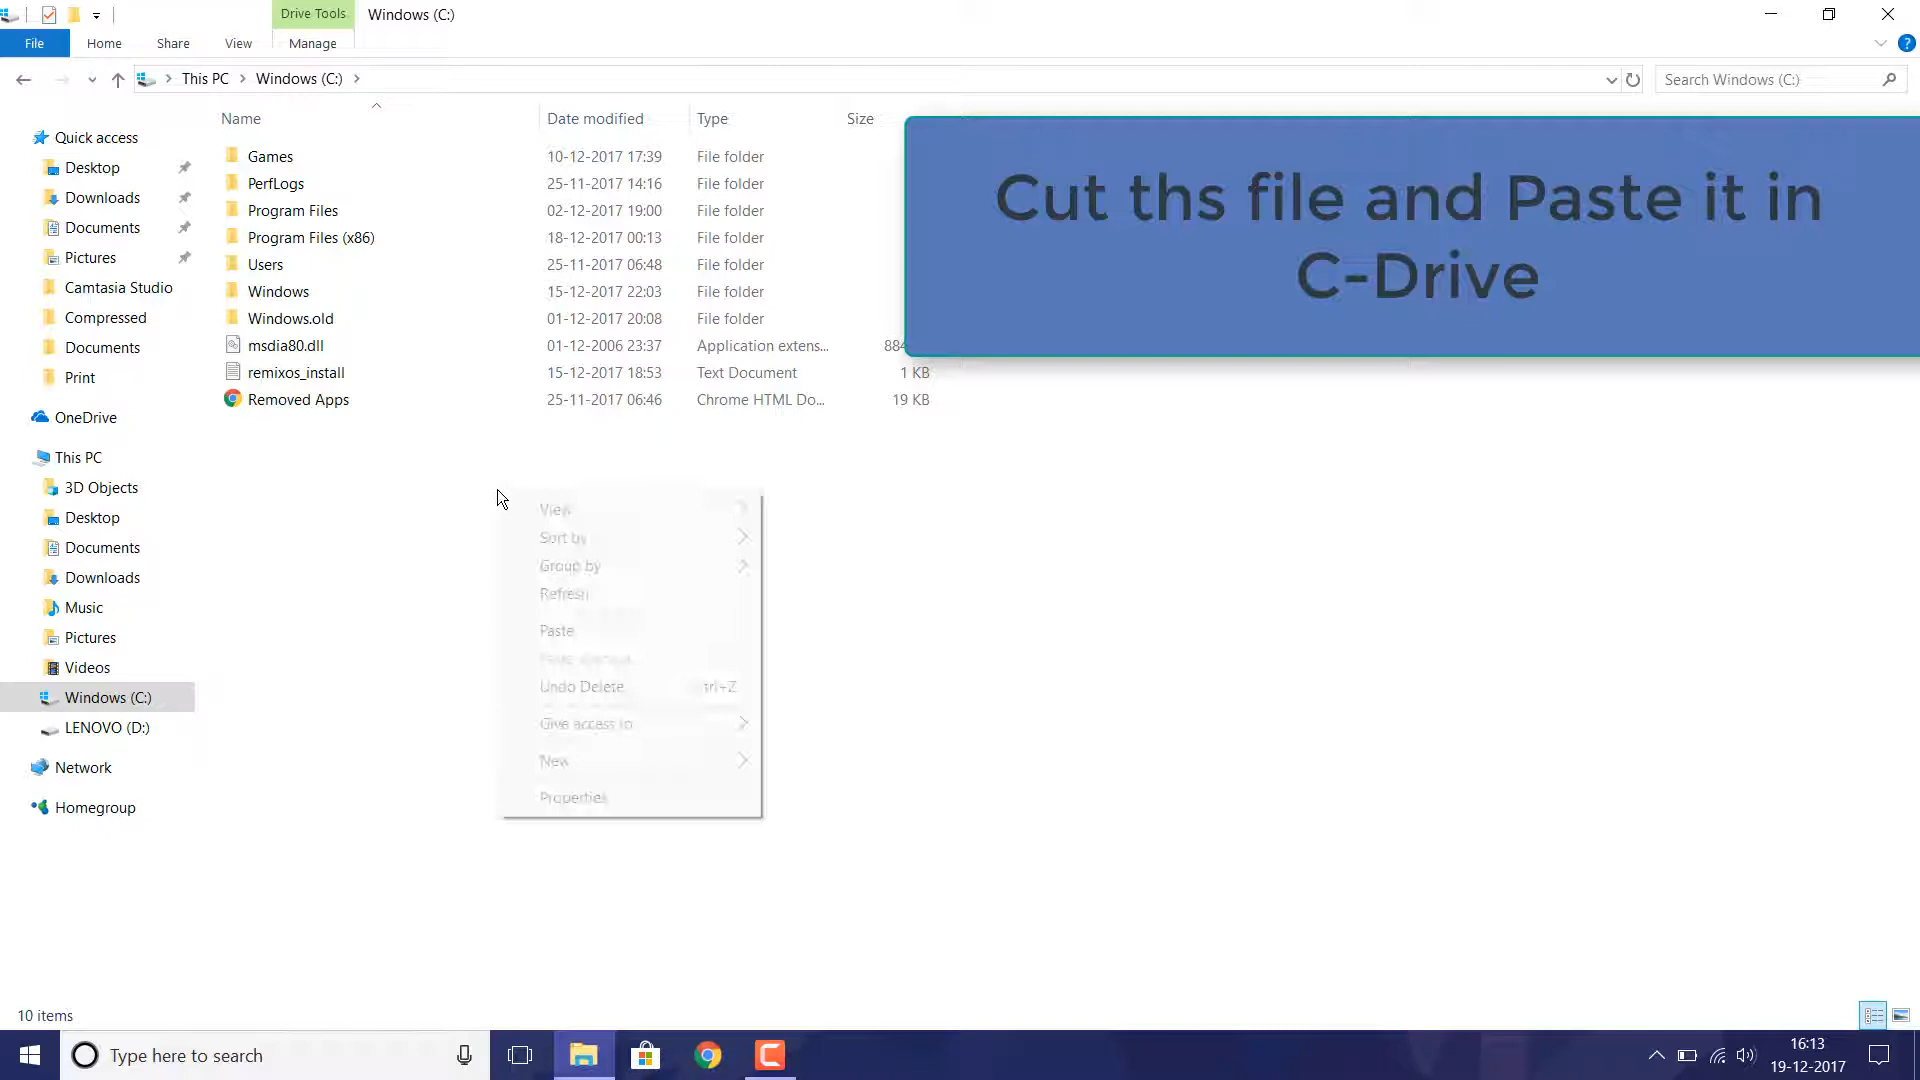 Drive Tools
Windows (C:)
File
Home
Share
View
Manage
This PC
Windows (C:)
Search Windows (C:)
Name
Date modified
Type
Size
Quick access
Desktop
Downloads
Documents
Pictures
Camtasia Studio
Compressed
Documents
Print
OneDrive
This PC
3D Objects
Desktop
Documents
Downloads
Music
Pictures
Videos
Windows (C:)
LENOVO (D:)
Network
Homegroup
Games 10-12-2017 17:39 File folder
PerfLogs 25-11-2017 14:16 File folder
Program Files 02-12-2017 19:00 File folder
Program Files (x86) 18-12-2017 00:13 File folder
Users 25-11-2017 06:48 File folder
Windows 15-12-2017 22:03 File folder
Windows.old 01-12-2017 20:08 File folder
msdia80.dll 01-12-2006 23:37 Application extens... 884
remixos_install 15-12-2017 18:53 Text Document 1 KB
Removed Apps 25-11-2017 06:46 Chrome HTML Do... 19 KB
Cut ths file and Paste it in
C-Drive
View
Sort by
Group by
Refresh
Paste
Undo Delete
Give access to
New
Properties
10 items
Type here to search
16:13
19-12-2017